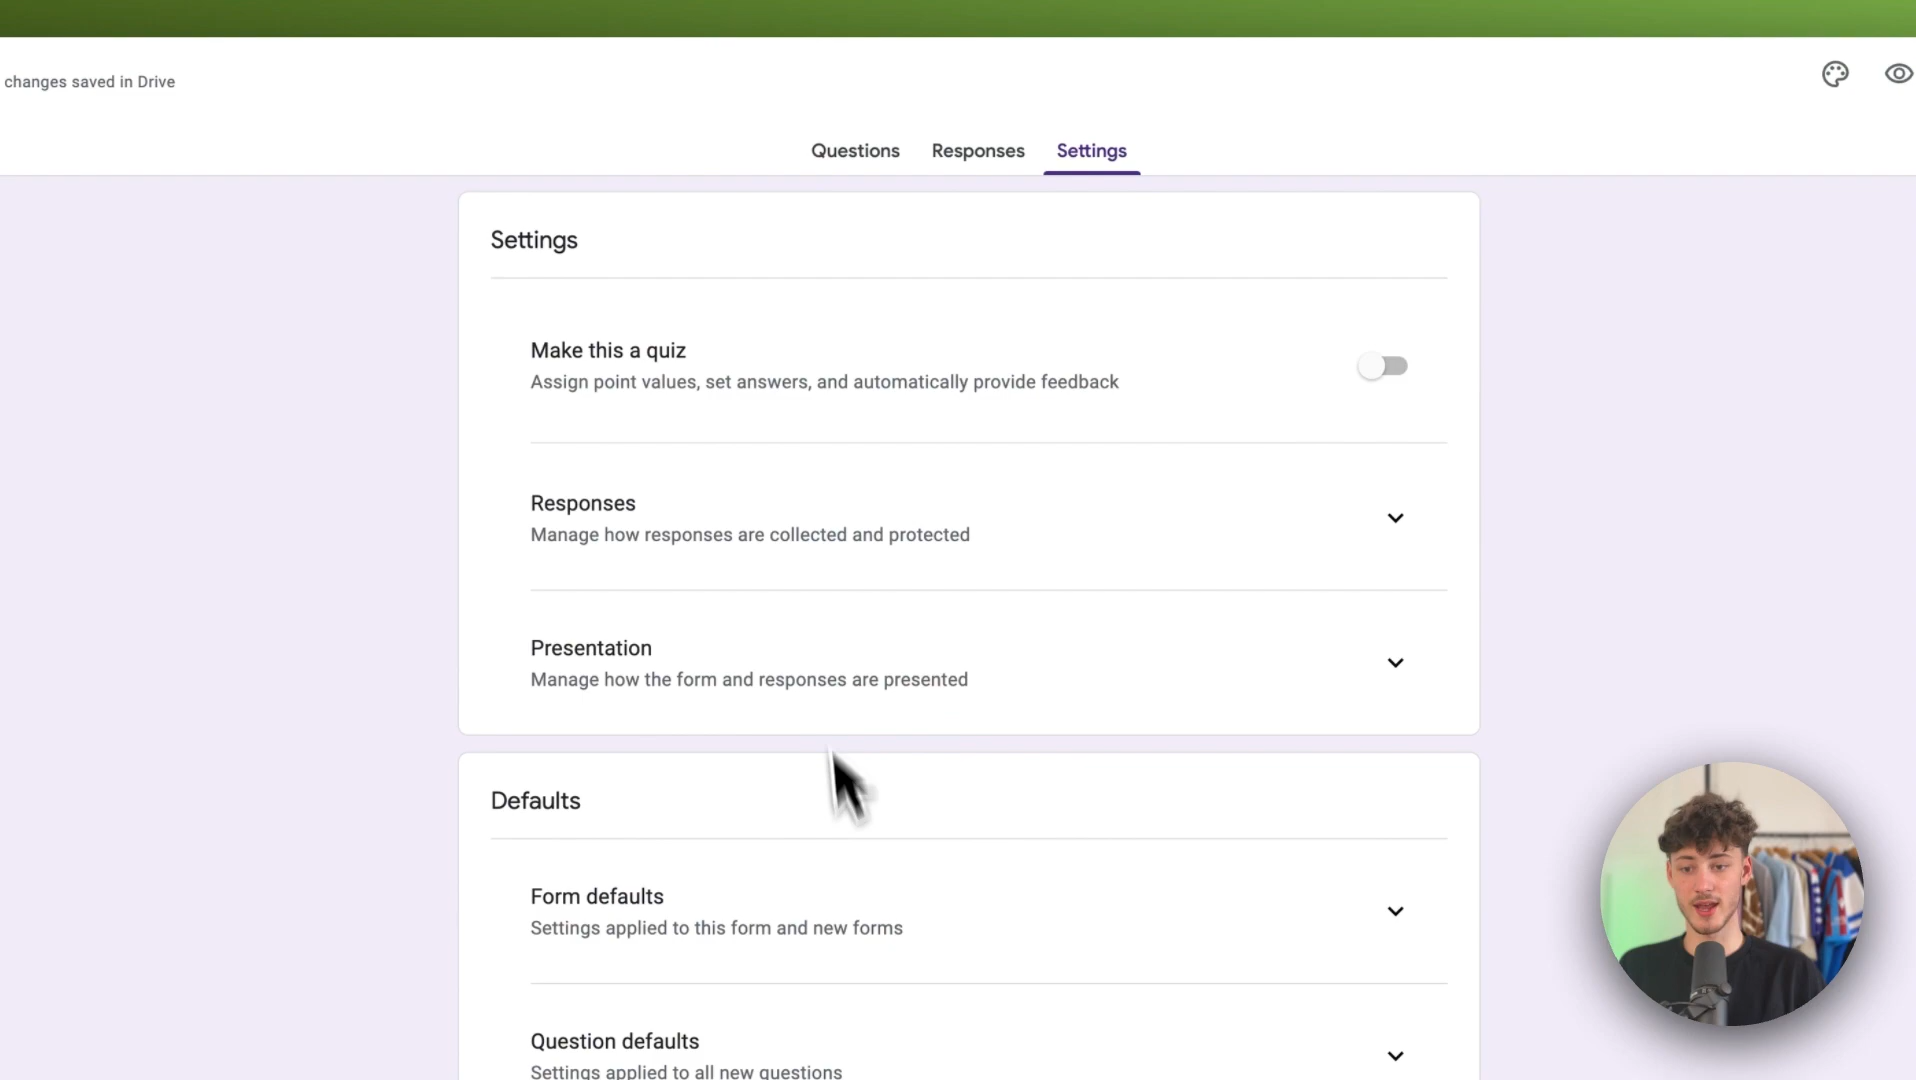 changes saved in Drive
Questions Responses Settings
Settings
Make this a quiz
Assign point values, set answers, and automatically provide feedback
Responses
Manage how responses are collected and protected
Presentation
Manage how the form and responses are presented
Defaults
Form defaults
Settings applied to this form and new forms
Question defaults
Settings applied to all new questions